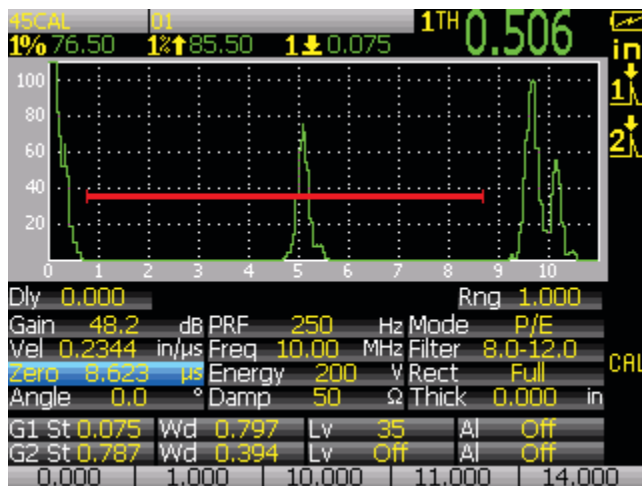 45CAL 01 1TH 0.506
1% 76.50 1%↑85.50 1↓0.075 in
100
80
60
40
20
0 1 2 3 4 5 6 7 8 9 10
1
2
Dly 0.000 Rng 1.000
Gain 48.2 dB PRF 250 Hz Mode P/E
Vel 0.2344 in/µs Freq 10.00 MHz Filter 8.0-12.0
CAL
Zero 8.623 µs Energy 200 V Rect Full
Angle 0.0 ° Damp 50 Ω Thick 0.000 in
G1 St 0.075 Wd 0.797 Lv 35 Al Off
G2 St 0.787 Wd 0.394 Lv Off Al Off
0.000 1.000 10.000 11.000 14.000